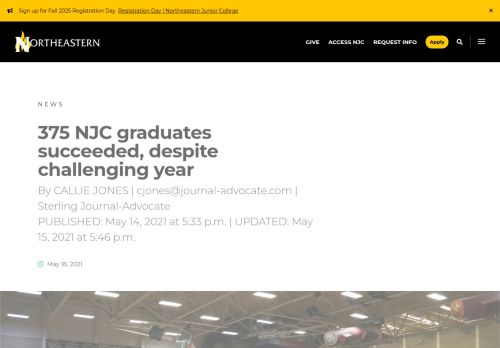 Sign up for Fall 2025 Registration Day Registration Day | Northeastern Junior College ×
NORTHEASTERN GIVE ACCESS NJC REQUEST INFO Apply
NEWS
375 NJC graduates
succeeded, despite
challenging year
By CALLIE JONES | cjones@journal-advocate.com |
Sterling Journal-Advocate
PUBLISHED: May 14, 2021 at 5:33 p.m. | UPDATED: May
15, 2021 at 5:46 p.m.
May 18, 2021